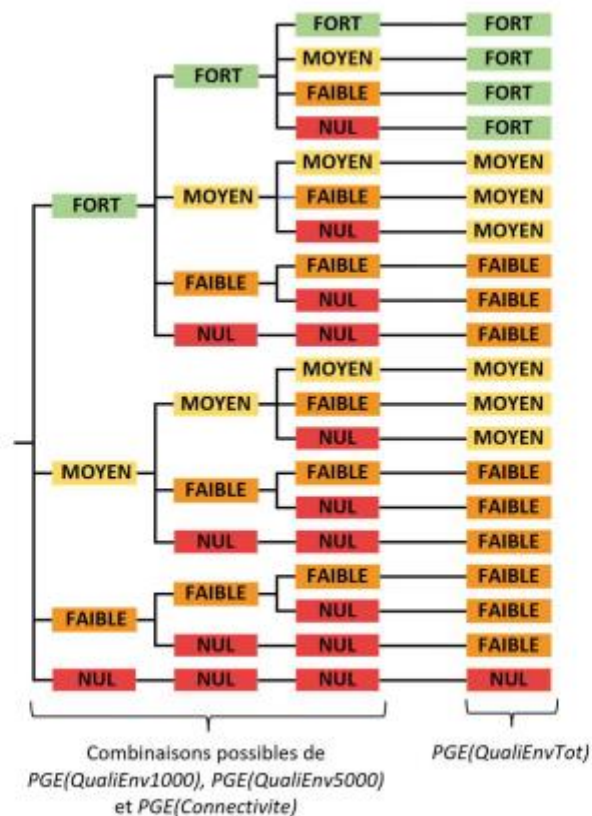 FORT FORT
MOYEN FORT
FORT
FAIBLE FORT
NUL FORT
MOYEN MOYEN
FORT MOYEN FAIBLE MOYEN
NUL MOYEN
FAIBLE FAIBLE
FAIBLE
NUL FAIBLE
NUL NUL FAIBLE
MOYEN MOYEN
MOYEN FAIBLE MOYEN
NUL MOYEN
MOYEN FAIBLE FAIBLE
FAIBLE
NUL FAIBLE
NUL NUL FAIBLE
FAIBLE FAIBLE
FAIBLE
NUL FAIBLE
FAIBLE
NUL NUL FAIBLE
NUL NUL NUL NUL
Combinaisons possibles de
PGE(QualiEnv1000), PGE(QualiEnv5000)
et PGE(Connectivite)
PGE(QualiEnvTot)